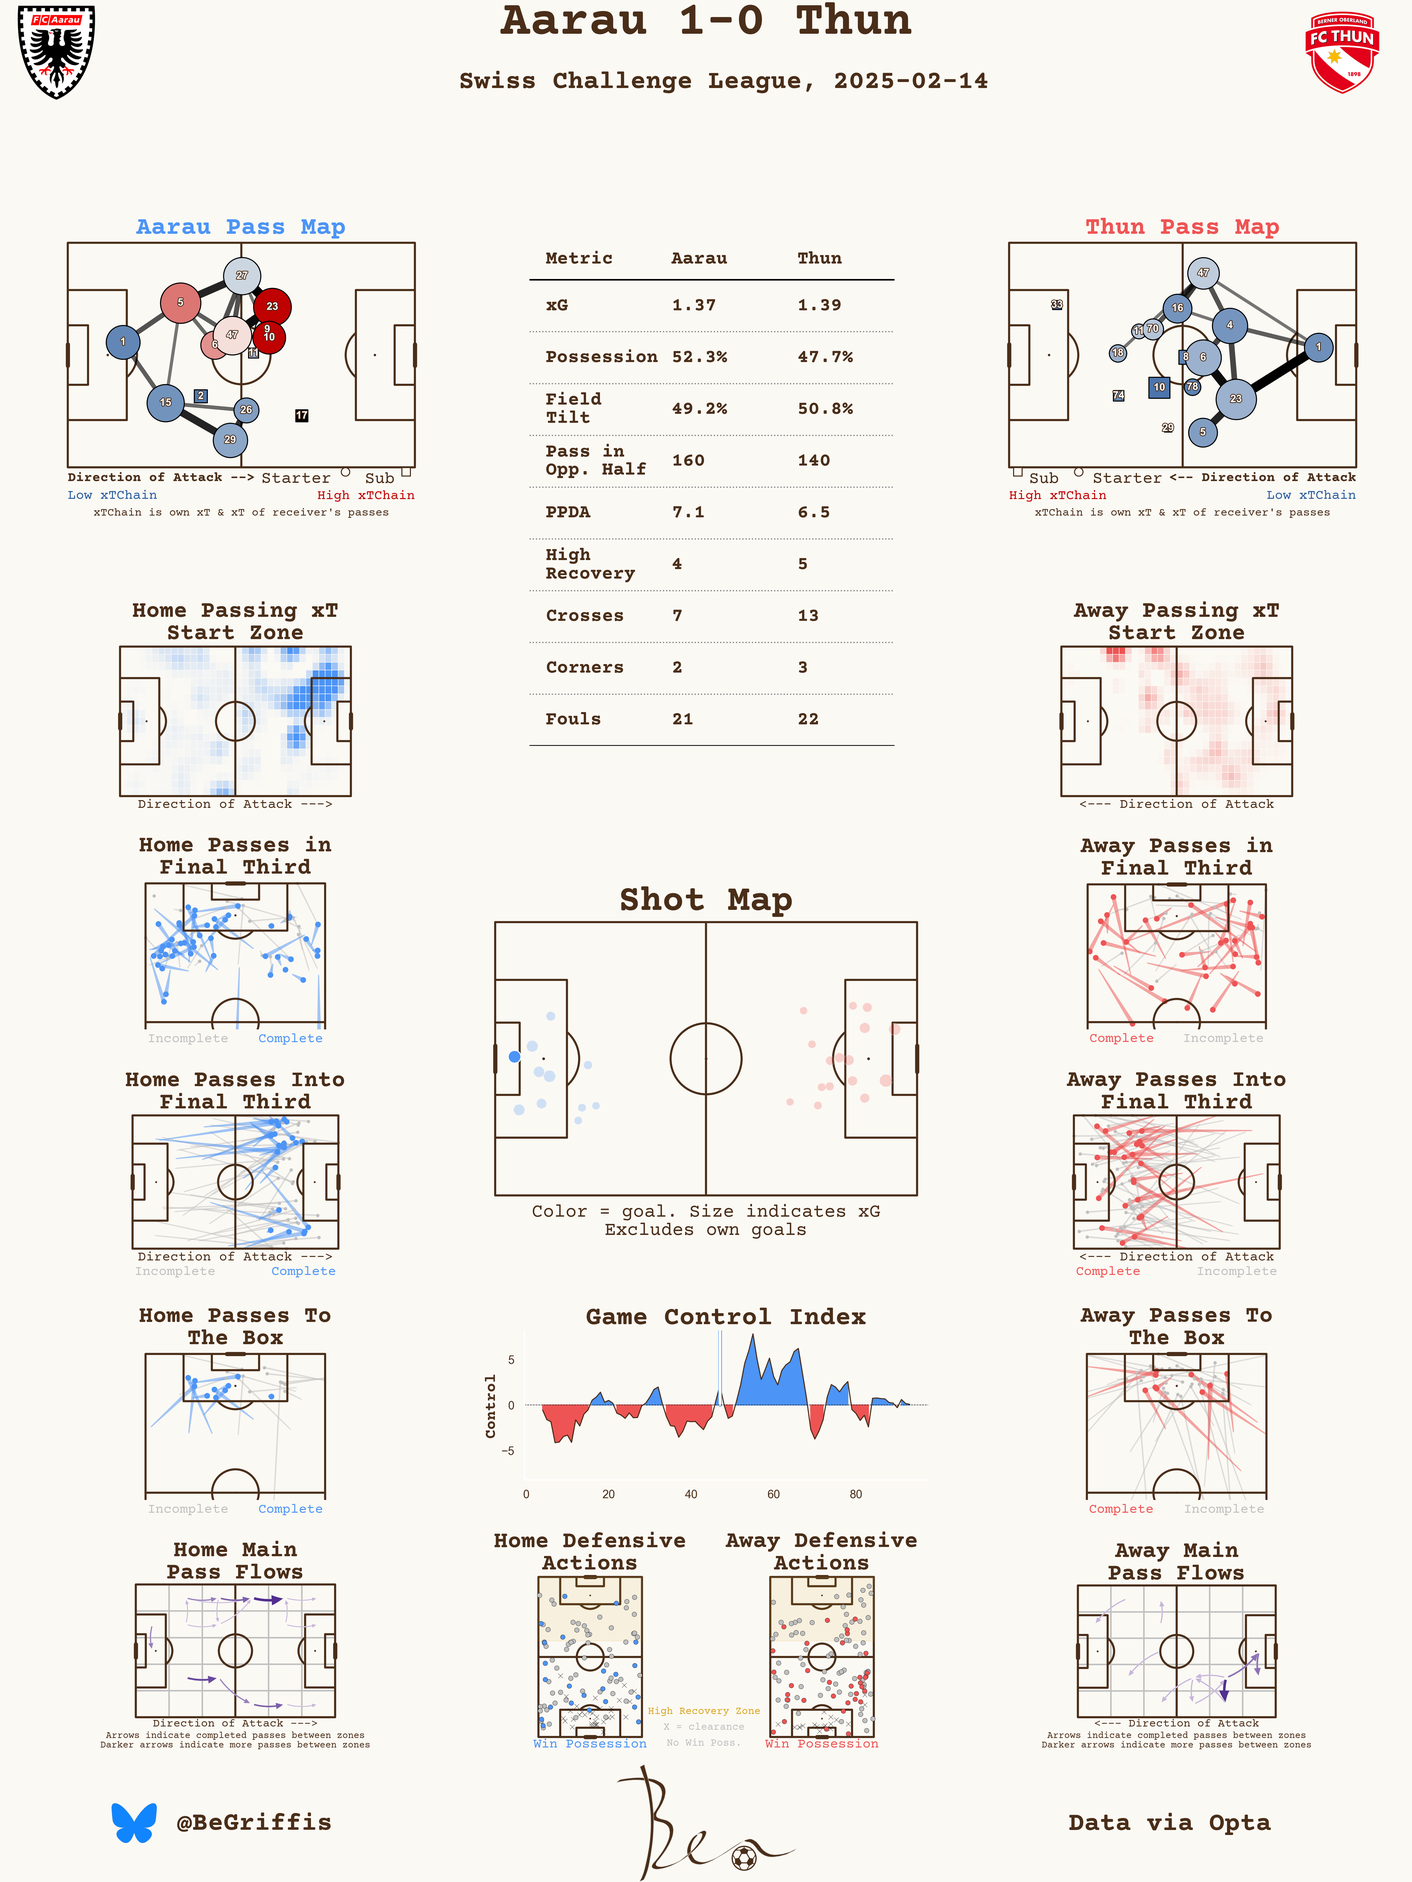 Aarau 1-0 Thun
Swiss Challenge League, 2025-02-14
FC Aarau
BERNER OBERLAND
FC THUN
1898
Aarau Pass Map
27
5
23
9
10
47
6
11
1
15
2
26
29
17
Direction of Attack --> Starter Sub
Low xTChain High xTChain
xTChain is own xT & xT of receiver's passes
Metric Aarau Thun
xG 1.37 1.39
Possession 52.3% 47.7%
Field
Tilt 49.2% 50.8%
Pass in
Opp. Half 160 140
PPDA 7.1 6.5
High
Recovery 4 5
Crosses 7 13
Corners 2 3
Fouls 21 22
Thun Pass Map
47
33
16
4
11 70
18
8
6
1
10
78
74
23
29
5
Sub Starter <-- Direction of Attack
High xTChain Low xTChain
xTChain is own xT & xT of receiver's passes
Home Passing xT
Start Zone
Direction of Attack --->
Away Passing xT
Start Zone
<--- Direction of Attack
Home Passes in
Final Third
Incomplete Complete
Away Passes in
Final Third
Complete Incomplete
Shot Map
Color = goal. Size indicates xG
Excludes own goals
Home Passes Into
Final Third
Direction of Attack --->
Incomplete Complete
Away Passes Into
Final Third
<--- Direction of Attack
Complete Incomplete
Home Passes To
The Box
Incomplete Complete
Game Control Index
Control
5
0
−5
0 20 40 60 80
Away Passes To
The Box
Complete Incomplete
Home Main
Pass Flows
Direction of Attack --->
Arrows indicate completed passes between zones
Darker arrows indicate more passes between zones
Home Defensive
Actions
Win Possession
Away Defensive
Actions
Win Possession
High Recovery Zone
X = clearance
No Win Poss.
Away Main
Pass Flows
<--- Direction of Attack
Arrows indicate completed passes between zones
Darker arrows indicate more passes between zones
@BeGriffis
Ben
Data via Opta